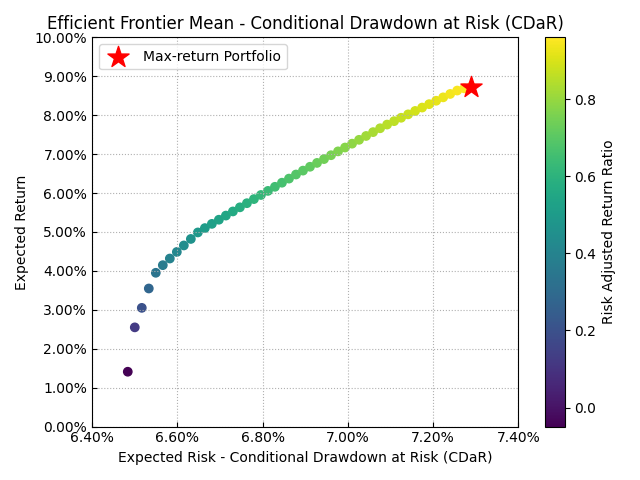 Efficient Frontier Mean - Conditional Drawdown at Risk (CDaR)
Max-return Portfolio
10.00%
9.00%
8.00%
7.00%
6.00%
5.00%
4.00%
3.00%
2.00%
1.00%
0.00%
Expected Return
6.40% 6.60% 6.80% 7.00% 7.20% 7.40%
Expected Risk - Conditional Drawdown at Risk (CDaR)
0.8
0.6
0.4
0.2
0.0
Risk Adjusted Return Ratio